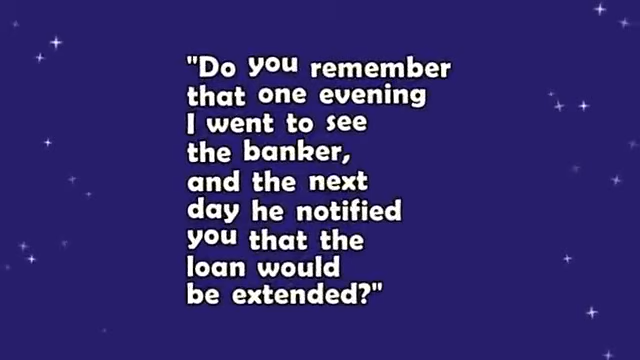 "Do you remember
that one evening
I went to see
the banker,
and the next
day he notified
you that the
loan would
be extended?"